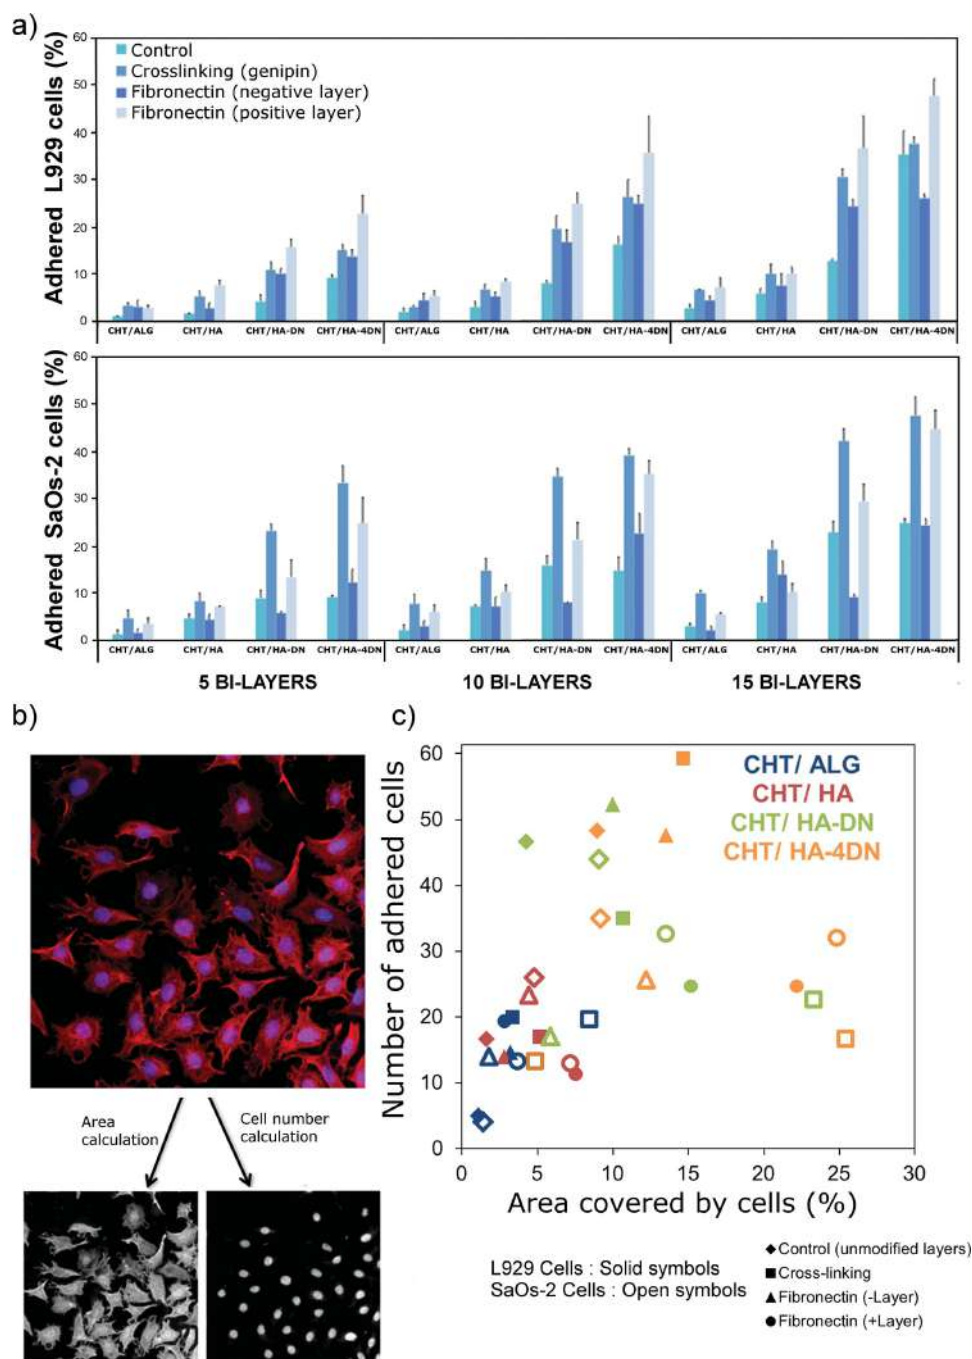 a)
Adhered L929 cells (%)
60
50
40
30
20
10
0
Control
Crosslinking (genipin)
Fibronectin (negative layer)
Fibronectin (positive layer)
CHT/ALG CHT/HA CHT/HA-DN CHT/HA-4DN CHT/ALG CHT/HA CHT/HA-DN CHT/HA-4DN CHT/ALG CHT/HA CHT/HA-DN CHT/HA-4DN
Adhered SaOs-2 cells (%)
60
50
40
30
20
10
0
CHT/ALG CHT/HA CHT/HA-DN CHT/HA-4DN CHT/ALG CHT/HA CHT/HA-DN CHT/HA-4DN CHT/ALG CHT/HA CHT/HA-DN CHT/HA-4DN
5 BI-LAYERS 10 BI-LAYERS 15 BI-LAYERS
b)
Area
calculation
Cell number
calculation
c)
Number of adhered cells
60
50
40
30
20
10
0
CHT/ ALG
CHT/ HA
CHT/ HA-DN
CHT/ HA-4DN
0 5 10 15 20 25 30
Area covered by cells (%)
L929 Cells : Solid symbols
SaOs-2 Cells : Open symbols
Control (unmodified layers)
Cross-linking
Fibronectin (-Layer)
Fibronectin (+Layer)